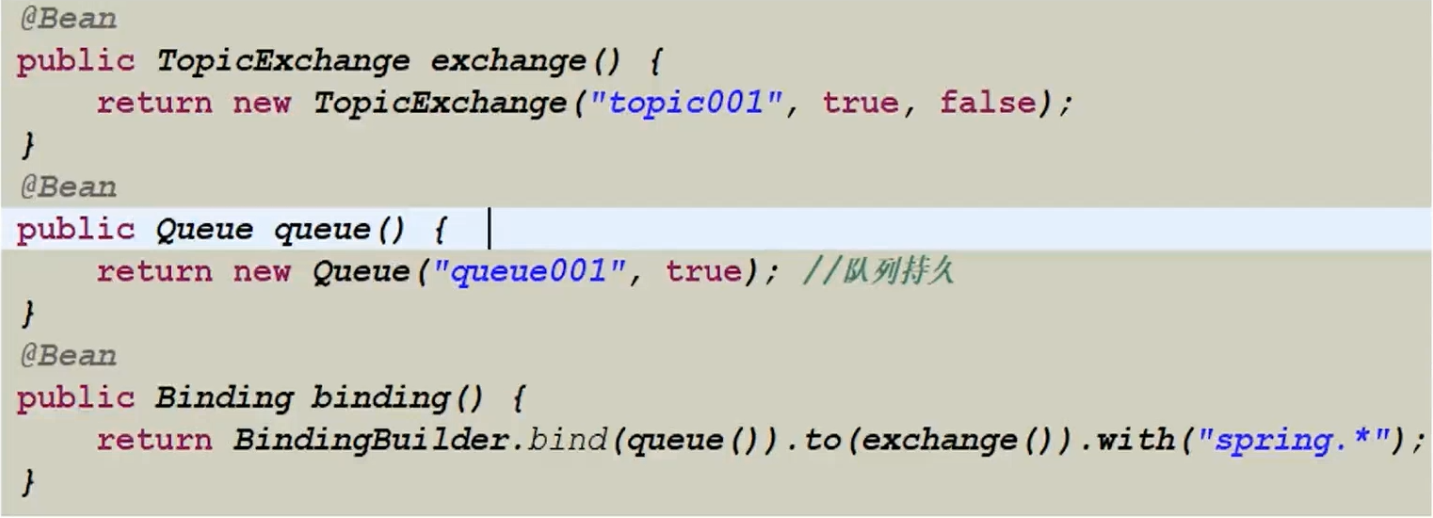 @Bean
public TopicExchange exchange() {
    return new TopicExchange("topic001", true, false);
}
@Bean
public Queue queue() {
    return new Queue("queue001", true); //队列持久
}
@Bean
public Binding binding() {
    return BindingBuilder.bind(queue()).to(exchange()).with("spring.*");
}